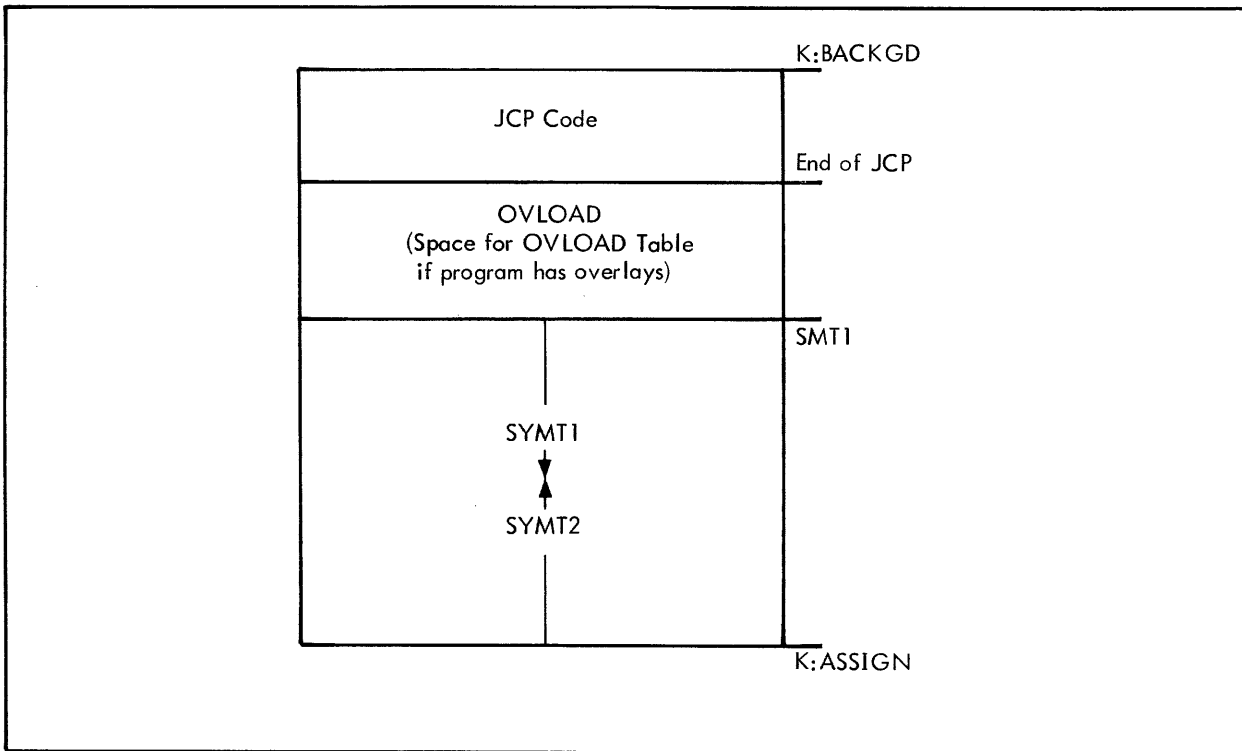 K:BACKGD
JCP Code
End of JCP
OVLOAD
(Space for OVLOAD Table
if program has overlays)
SMT1
SYMT1
SYMT2
K:ASSIGN